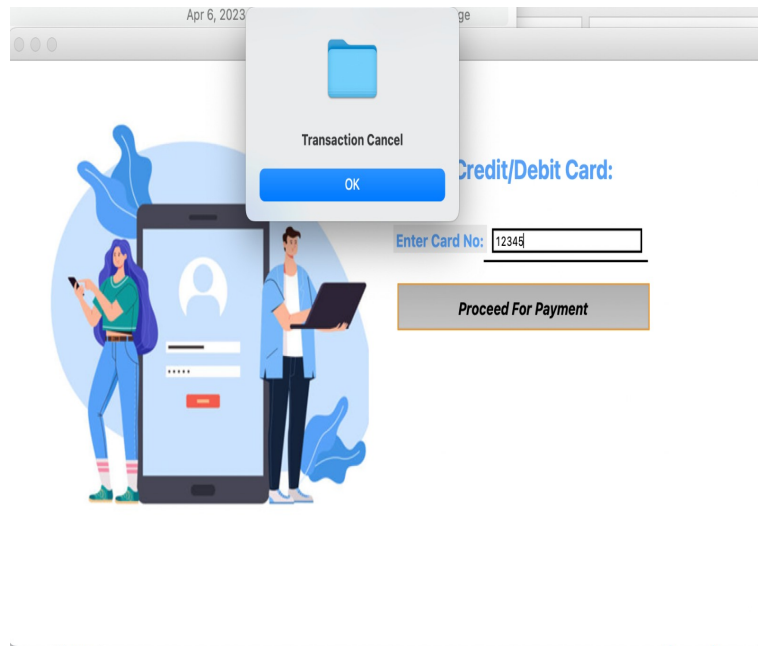 Apr 6, 2023
ge
Transaction Cancel
OK
Credit/Debit Card:
Enter Card No: 12345
Proceed For Payment